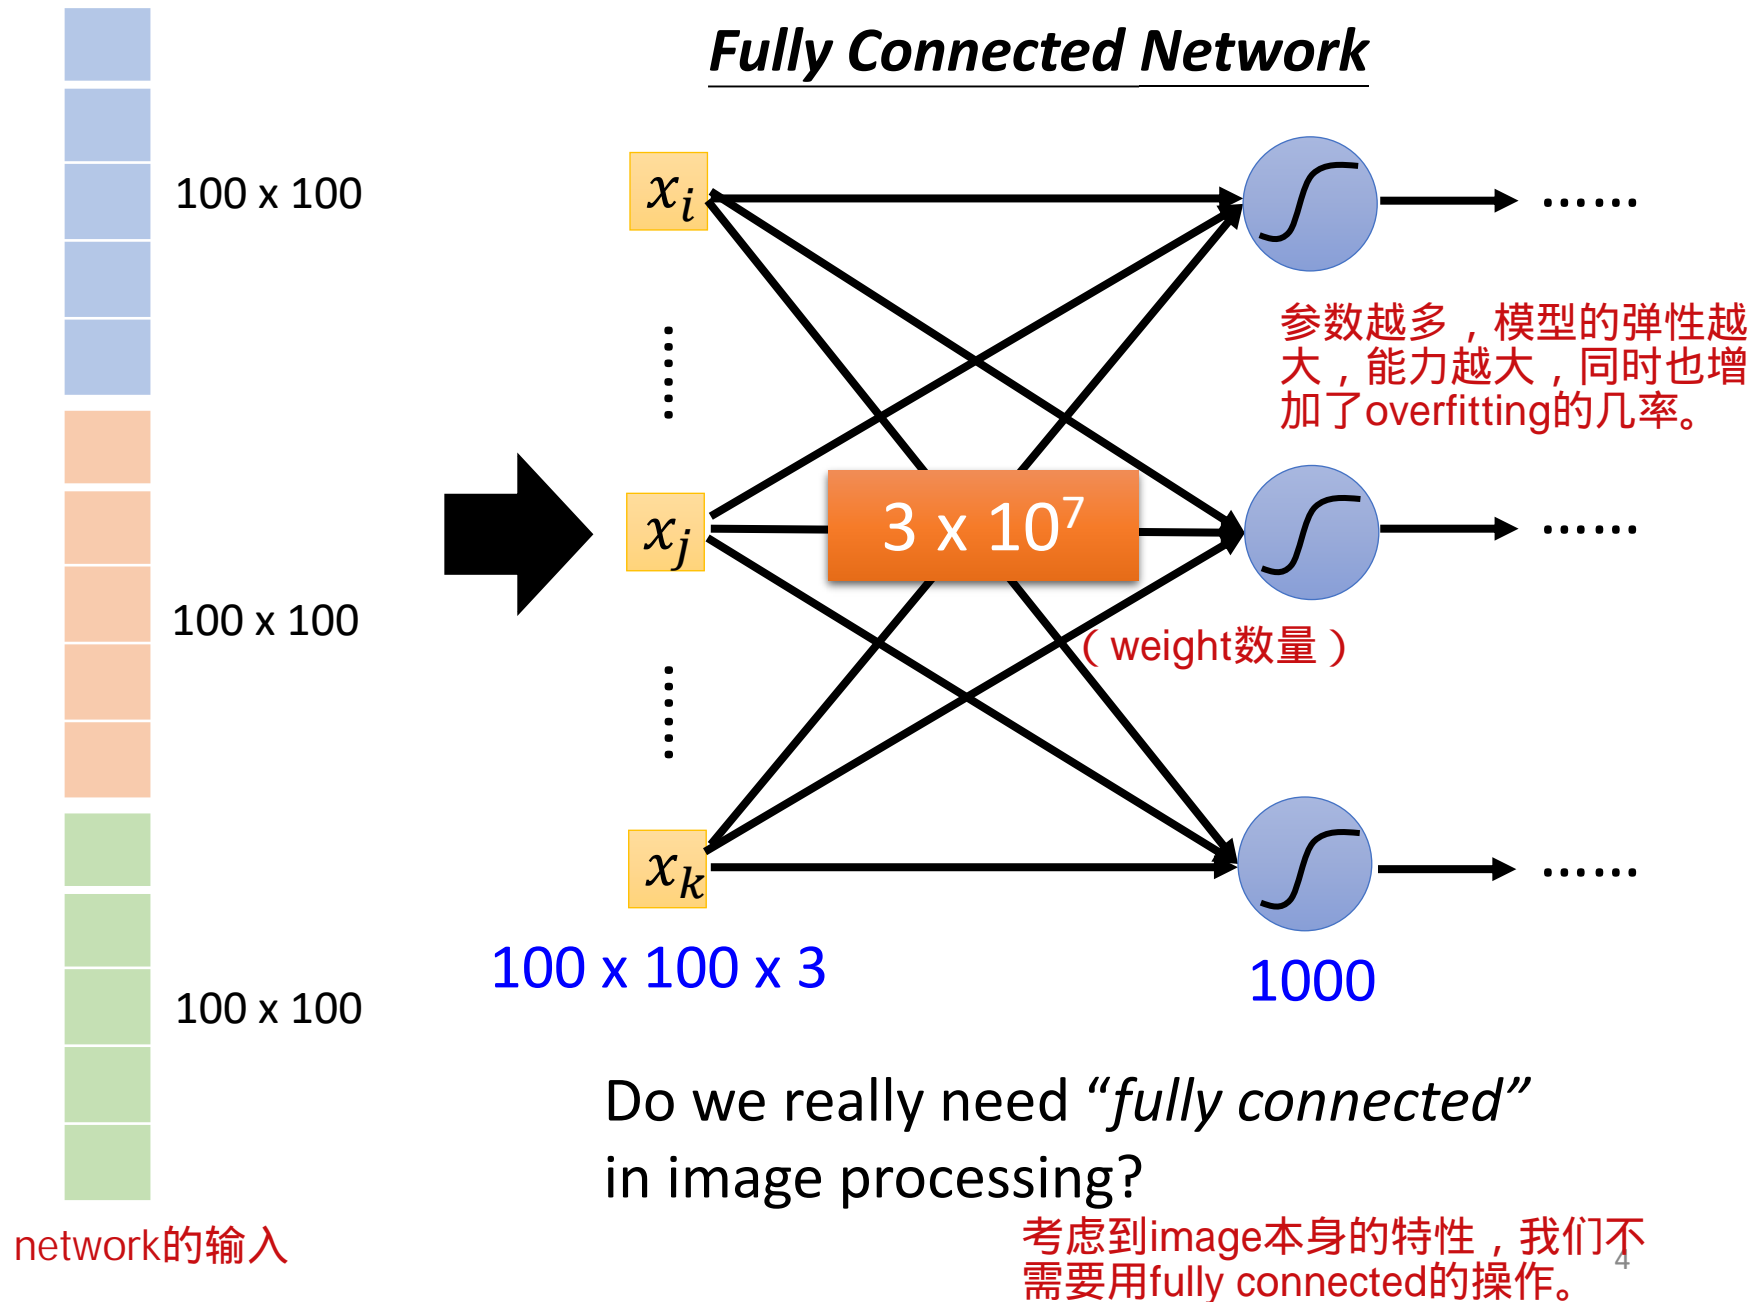 Fully Connected Network
100 x 100
x_i
......
参数越多，模型的弹性越
大，能力越大，同时也增
加了overfitting的几率。
100 x 100
x_j
3 x 10^7
......
（weight数量）
100 x 100
x_k
......
100 x 100 x 3
1000
Do we really need “fully connected”
in image processing?
network的输入
考虑到image本身的特性，我们不
需要用fully connected的操作。
4